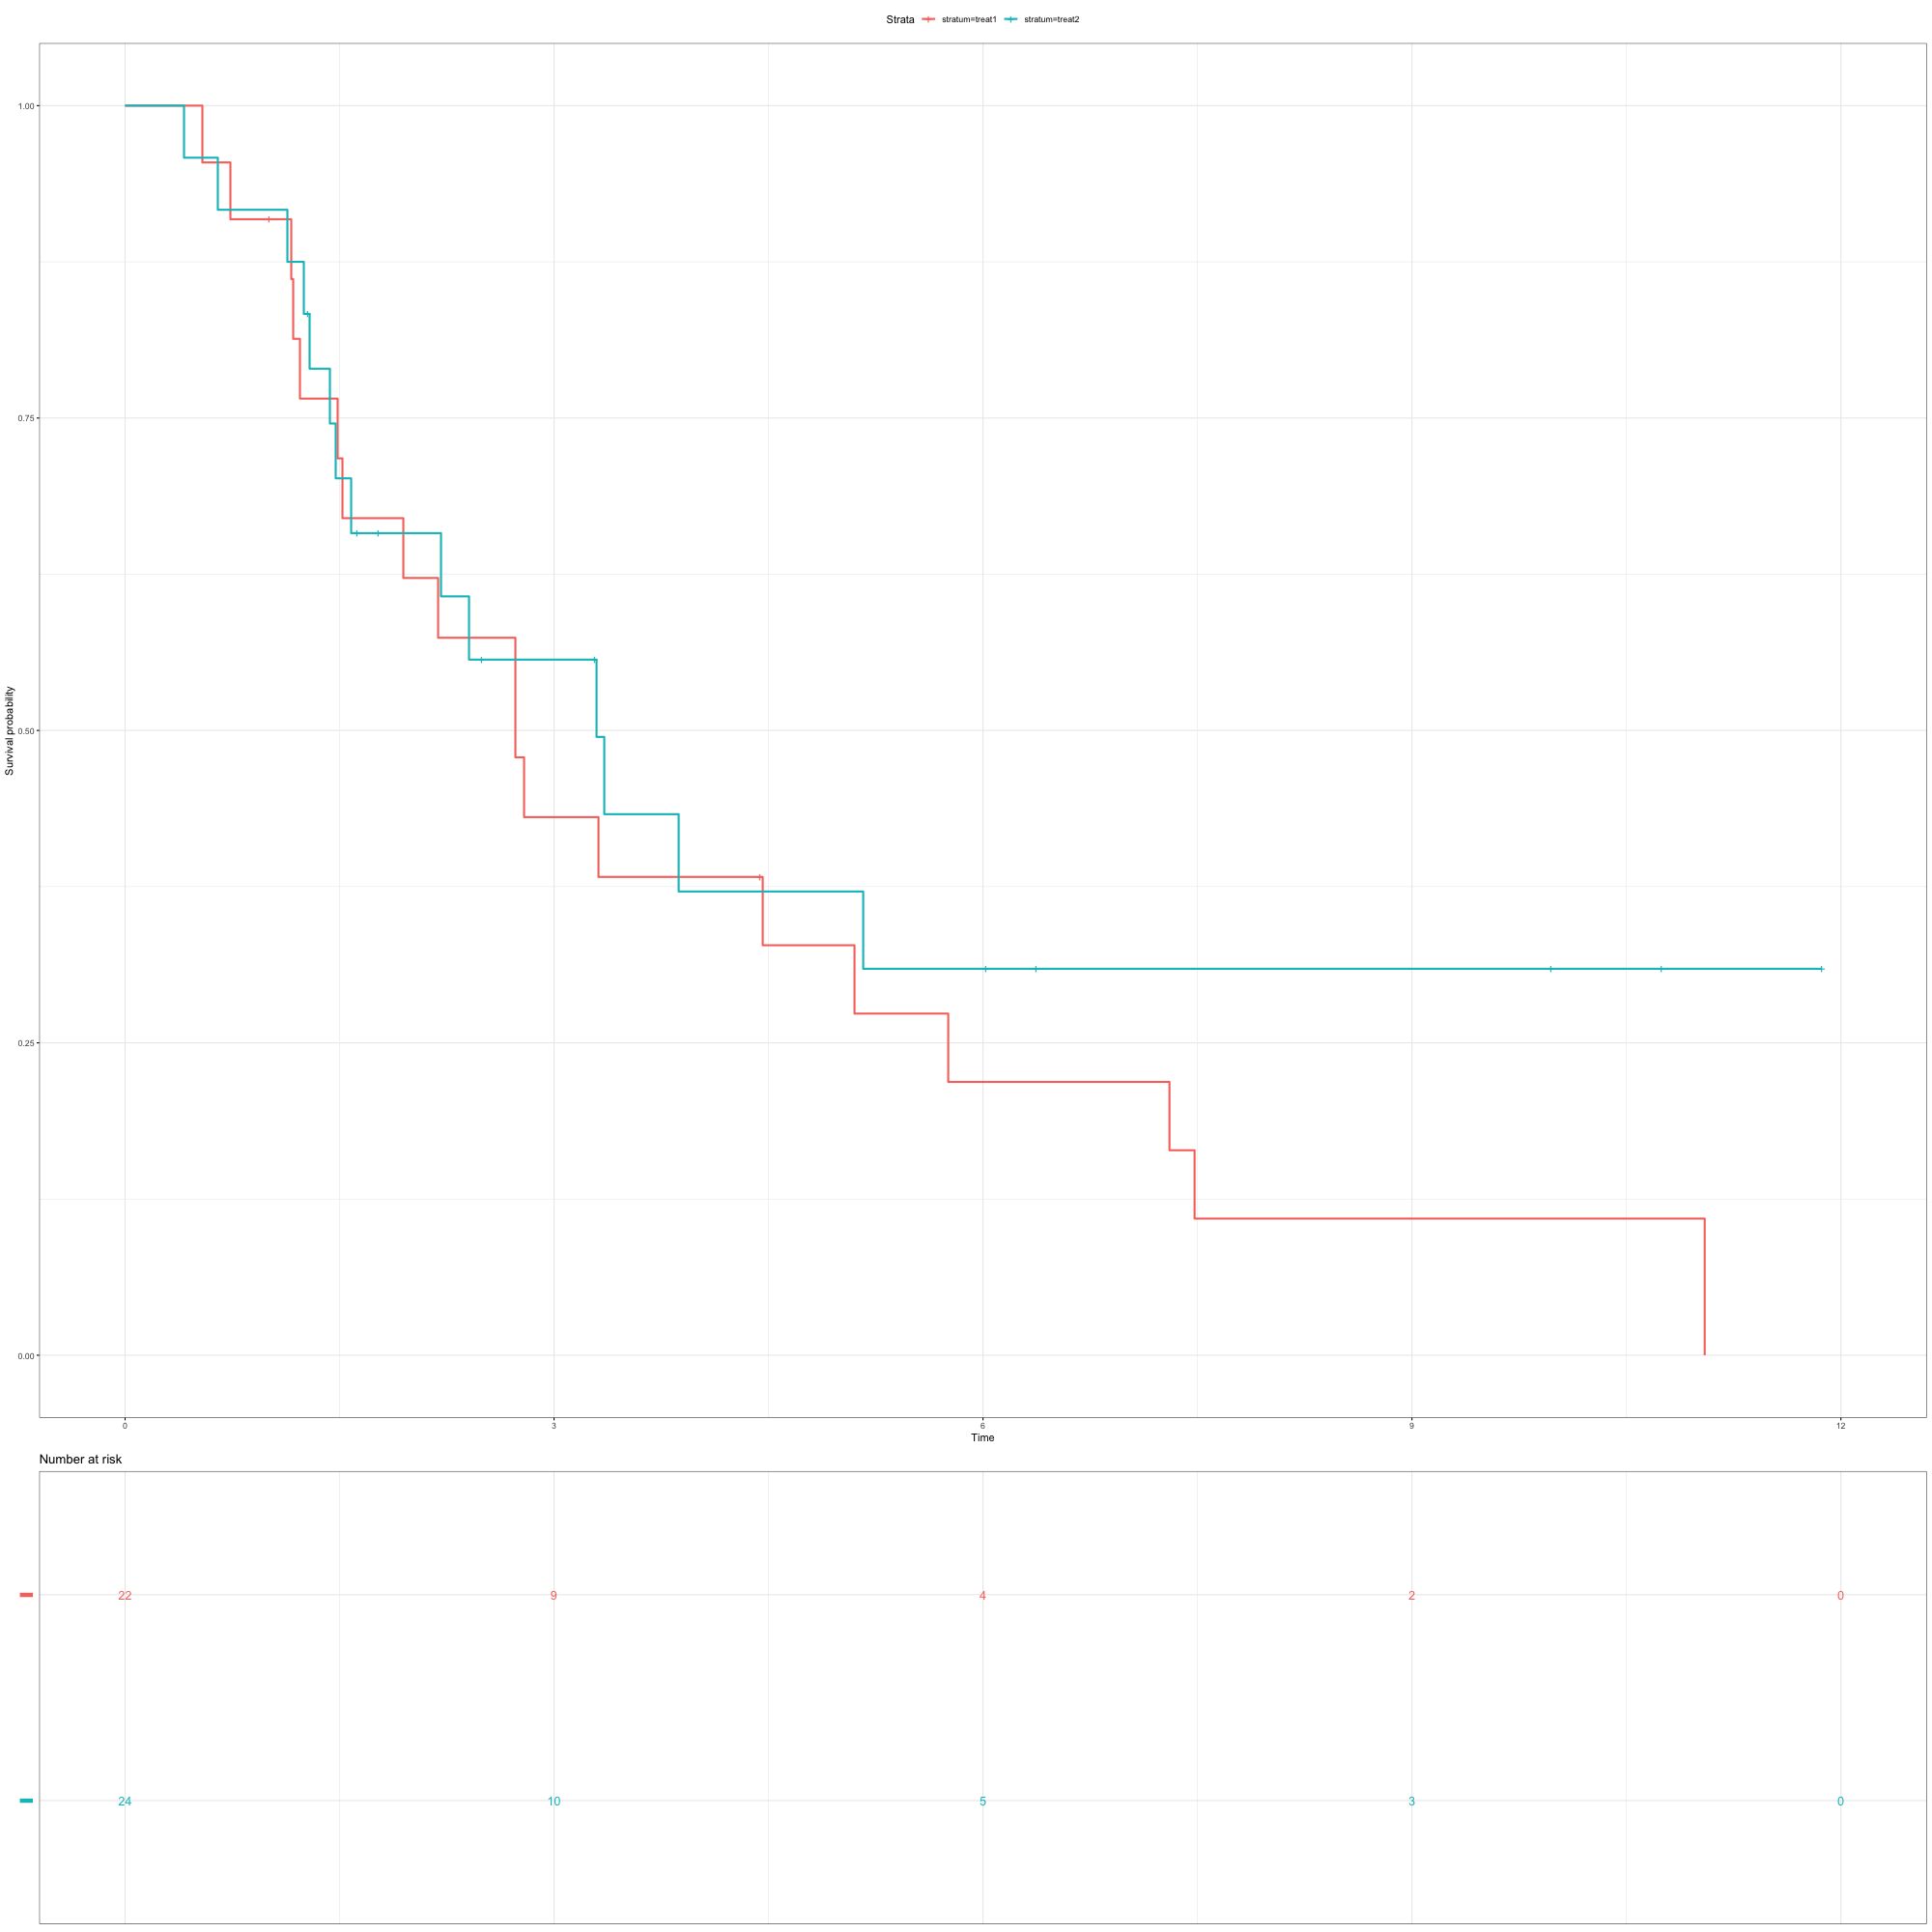 Strata stratum=treat1 stratum=treat2
1.00
0.75
0.50
0.25
0.00
Survival probability
0 3 6 9 12
Time
Number at risk
22 9 4 2 0
24 10 5 3 0